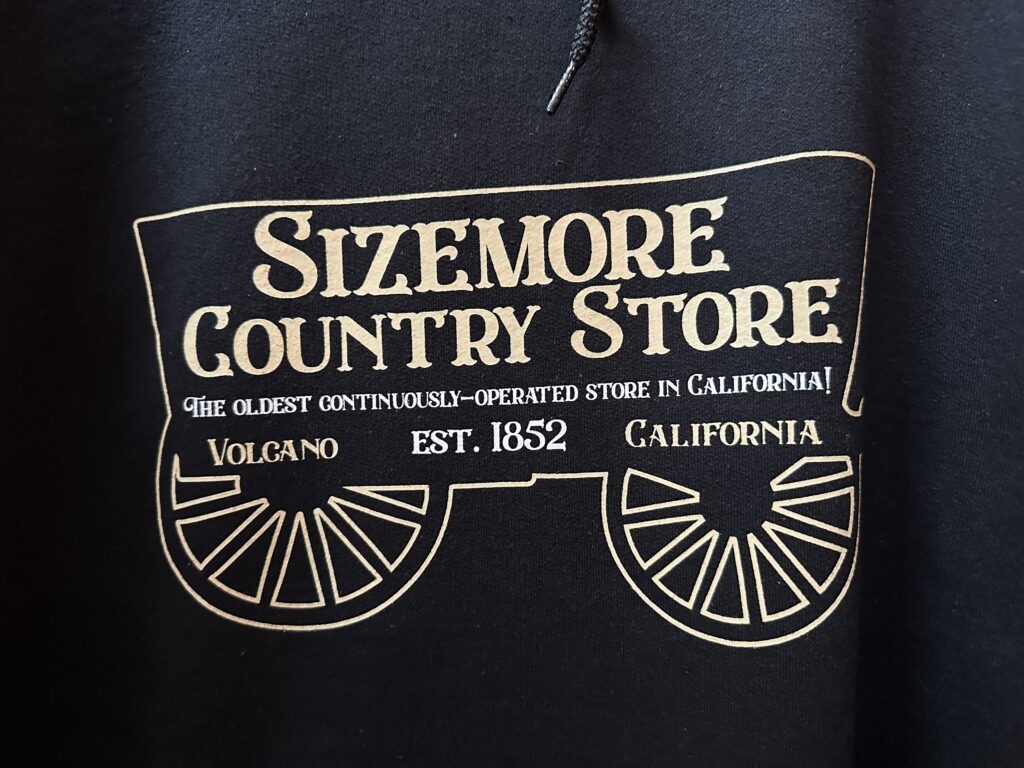 SIZEMORE
COUNTRY STORE
THE OLDEST CONTINUOUSLY-OPERATED STORE IN CALIFORNIA!
VOLCANO EST. 1852 CALIFORNIA